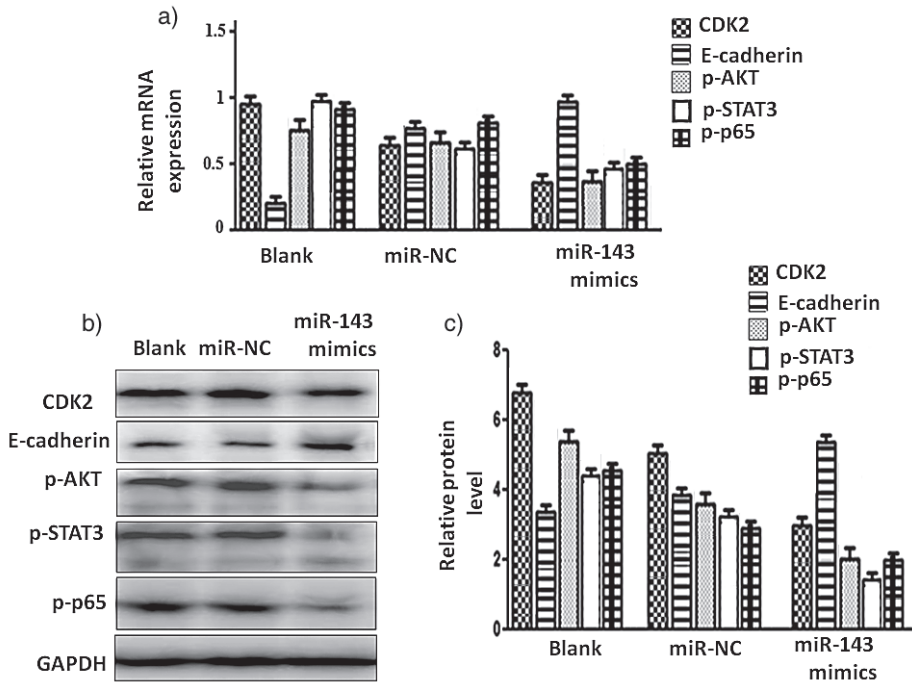 a)
1.5
1
0.5
0
Relative mRNA
expression
Blank
miR-NC
miR-143
mimics
CDK2
E-cadherin
p-AKT
p-STAT3
p-p65
b)
Blank
miR-NC
miR-143
mimics
CDK2
E-cadherin
p-AKT
p-STAT3
p-p65
GAPDH
c)
8
6
4
2
0
Relative protein
level
Blank
miR-NC
miR-143
mimics
CDK2
E-cadherin
p-AKT
p-STAT3
p-p65